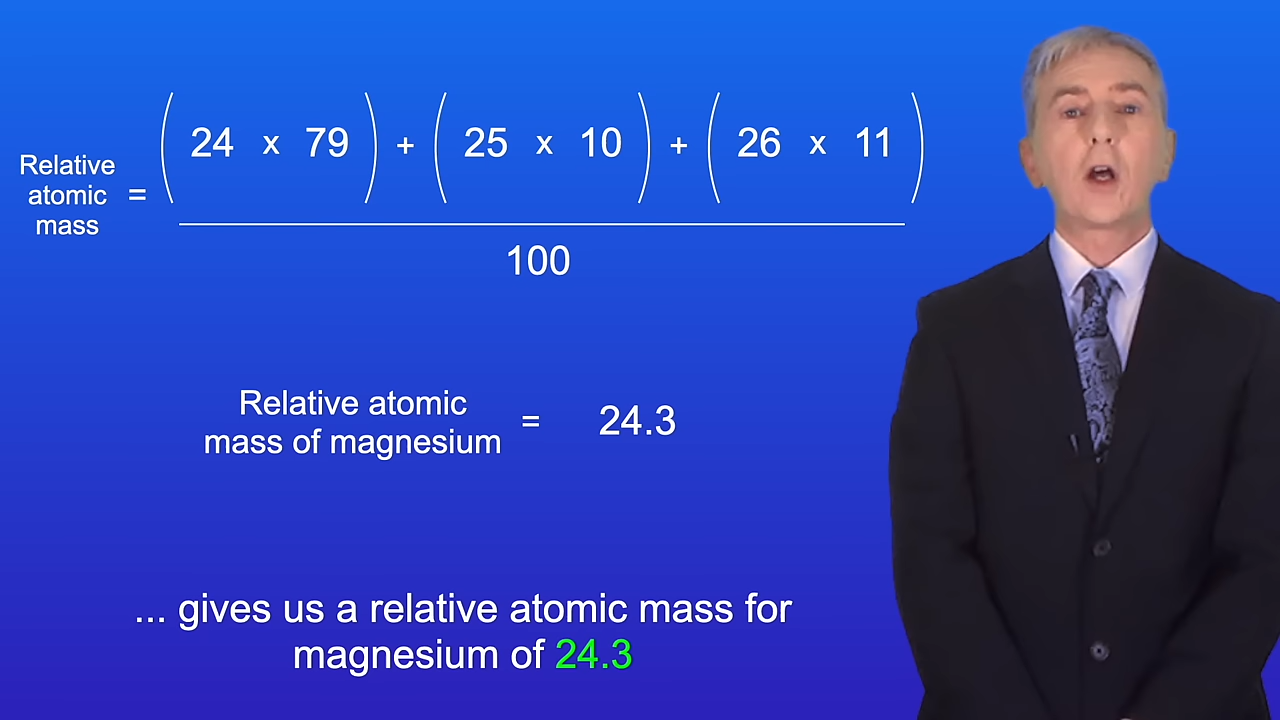 ( 24 x 79 ) + ( 25 x 10 ) + ( 26 x 11 )
Relative
atomic =
mass
100
Relative atomic
mass of magnesium = 24.3
... gives us a relative atomic mass for
magnesium of 24.3